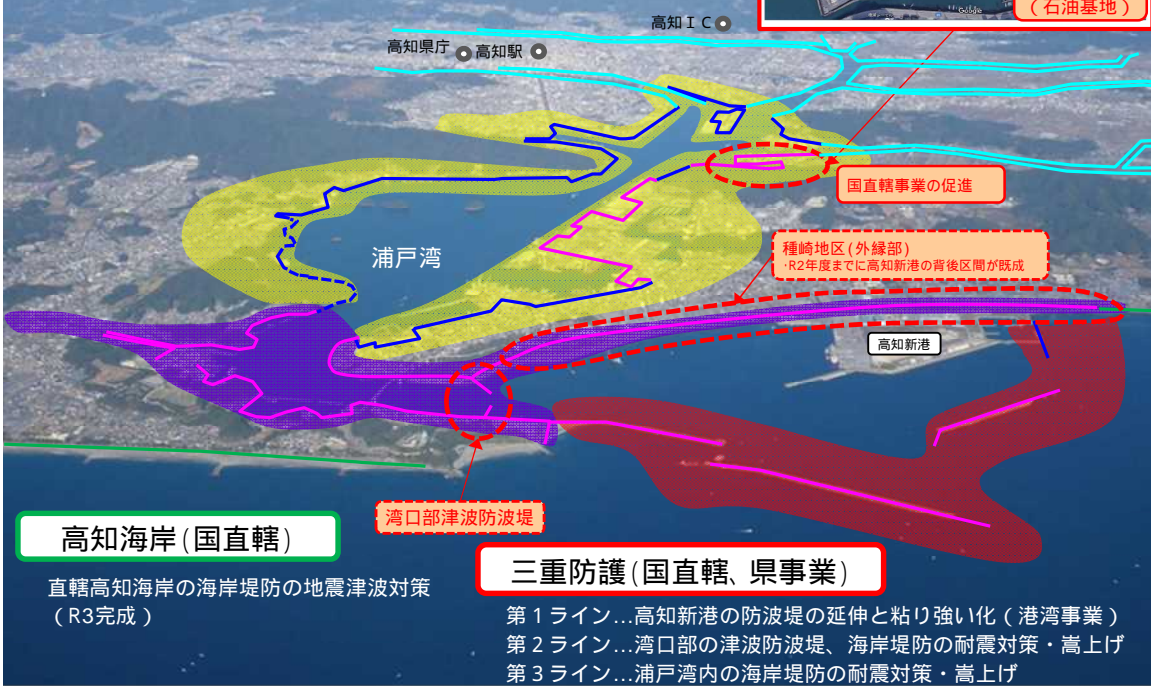 (石油基地)
Google
高知IC
高知県庁
高知駅
国直轄事業の促進
種崎地区(外縁部)
・R2年度までに高知新港の背後区間が既成
浦戸湾
高知新港
湾口部津波防波堤
高知海岸(国直轄)
直轄高知海岸の海岸堤防の地震津波対策
(R3完成)
三重防護(国直轄、県事業)
第1ライン…高知新港の防波堤の延伸と粘り強い化(港湾事業)
第2ライン…湾口部の津波防波堤、海岸堤防の耐震対策・嵩上げ
第3ライン…浦戸湾内の海岸堤防の耐震対策・嵩上げ